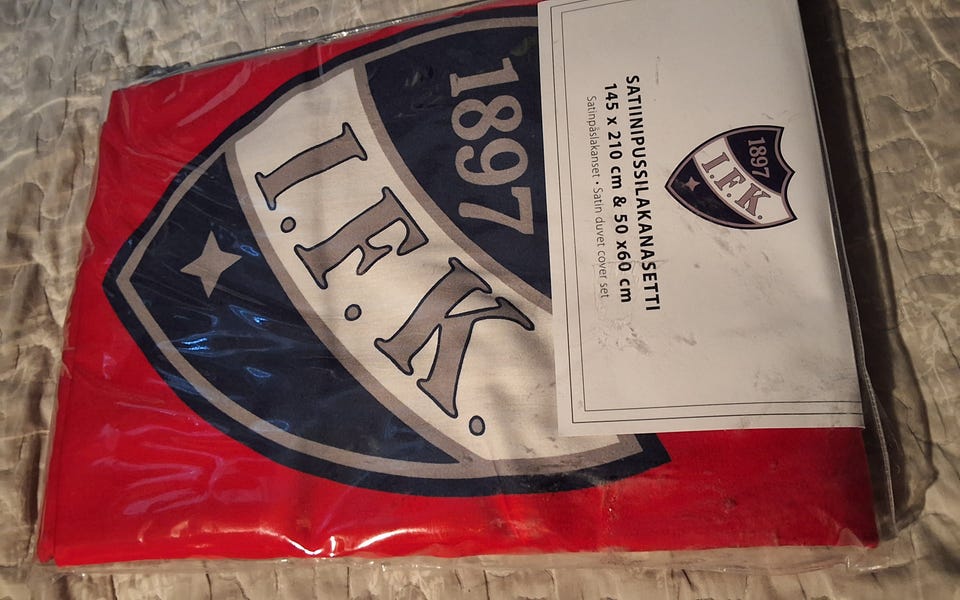 1897
I.F.K.
1897
I.F.K.
SATIINIPUSSILAKANASETTI
145 x 210 cm & 50 x60 cm
Satinpåslakanset • Satin duvet cover set